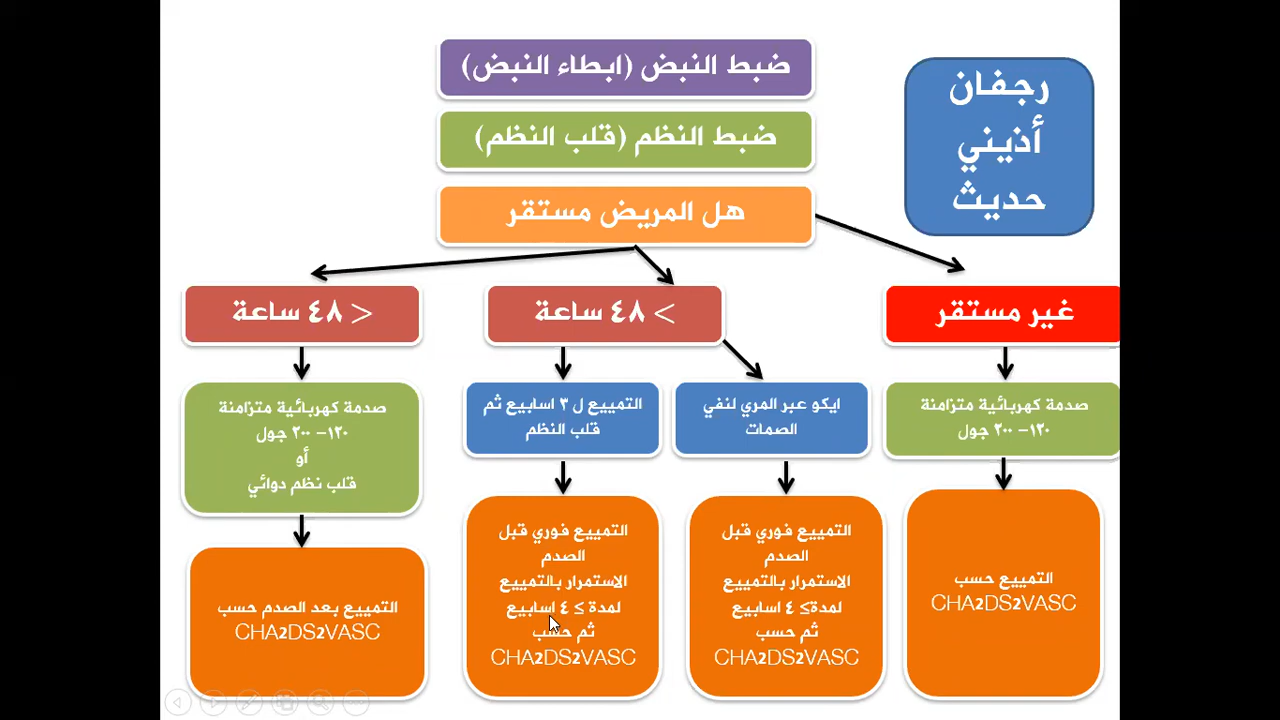 رجفان
أذيني
حديث
ضبط النبض (ابطاء النبض)
ضبط النظم (قلب النظم)
هل المريض مستقر
غير مستقر
> ٤٨ ساعة
< ٤٨ ساعة
صدمة كهربائية متزامنة
١٢٠– ٢٠٠ جول
ايكو عبر المري لنفي
الصمات
التمييع ل ٣ اسابيع ثم
قلب النظم
صدمة كهربائية متزامنة
١٢٠– ٢٠٠ جول
أو
قلب نظم دوائي
التمييع حسب
CHA2DS2VASC
التمييع فوري قبل
الصدم
الاستمرار بالتمييع
لمدة≥ ٤ اسابيع
ثم حسب
CHA2DS2VASC
التمييع فوري قبل
الصدم
الاستمرار بالتمييع
لمدة ≥ ٤ اسابيع
ثم حسب
CHA2DS2VASC
التمييع بعد الصدم حسب
CHA2DS2VASC